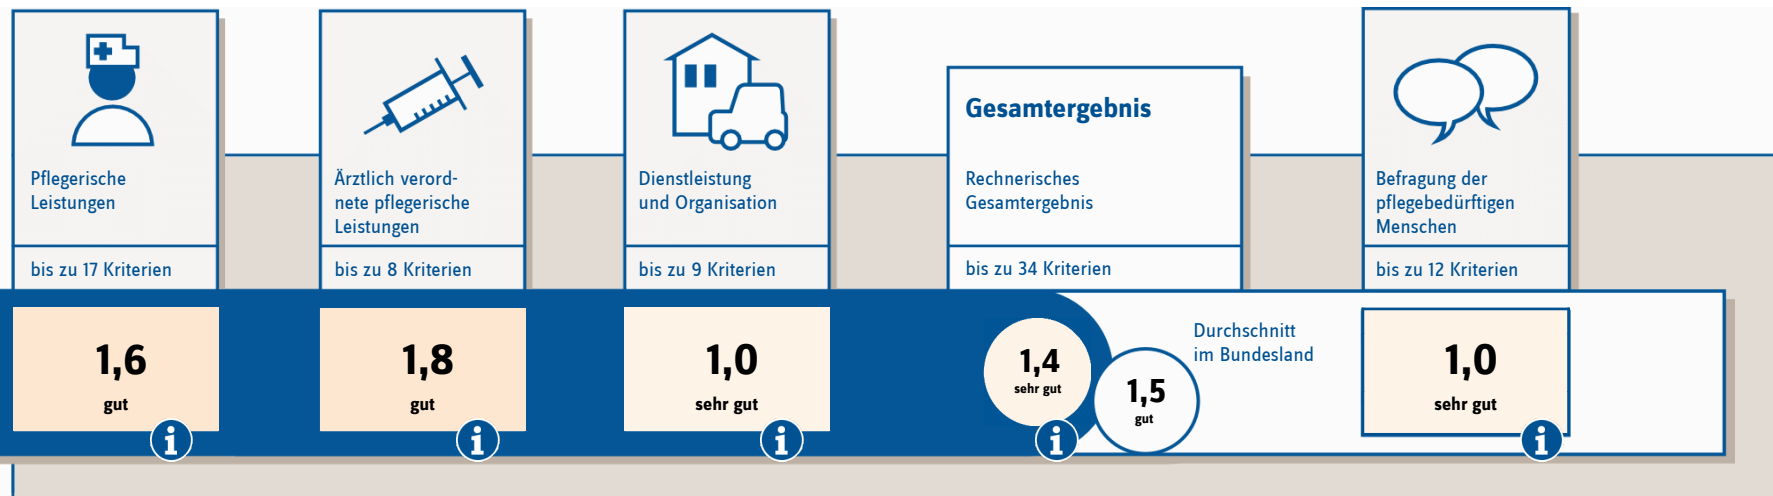 Pflegerische
Leistungen
bis zu 17 Kriterien
1,6
gut
i
Ärztlich verord-
nete pflegerische
Leistungen
bis zu 8 Kriterien
1,8
gut
i
Dienstleistung
und Organisation
bis zu 9 Kriterien
1,0
sehr gut
i
Gesamtergebnis
Rechnerisches
Gesamtergebnis
bis zu 34 Kriterien
1,4
sehr gut
i
1,5
gut
Durchschnitt
im Bundesland
Befragung der
pflegebedürftigen
Menschen
bis zu 12 Kriterien
1,0
sehr gut
i